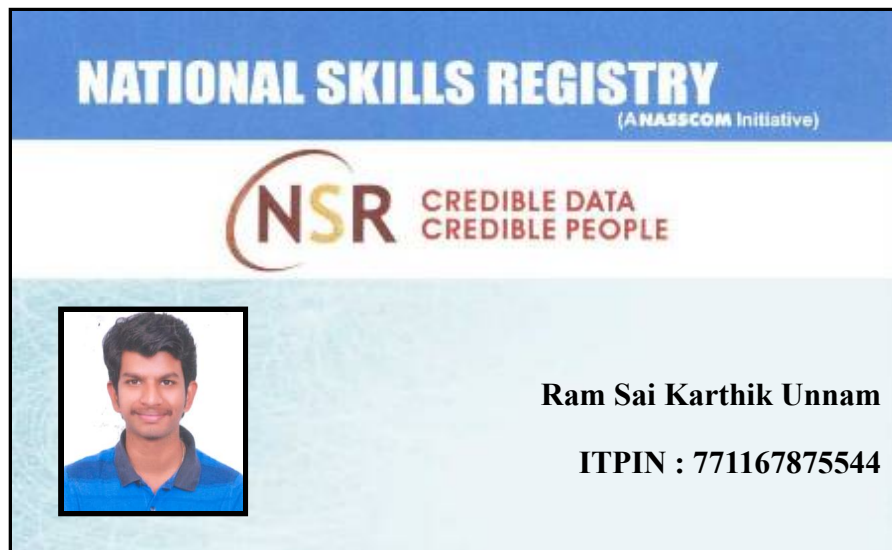 NATIONAL SKILLS REGISTRY
(A NASSCOM Initiative)
NSR
CREDIBLE DATA
CREDIBLE PEOPLE
Ram Sai Karthik Unnam
ITPIN : 771167875544